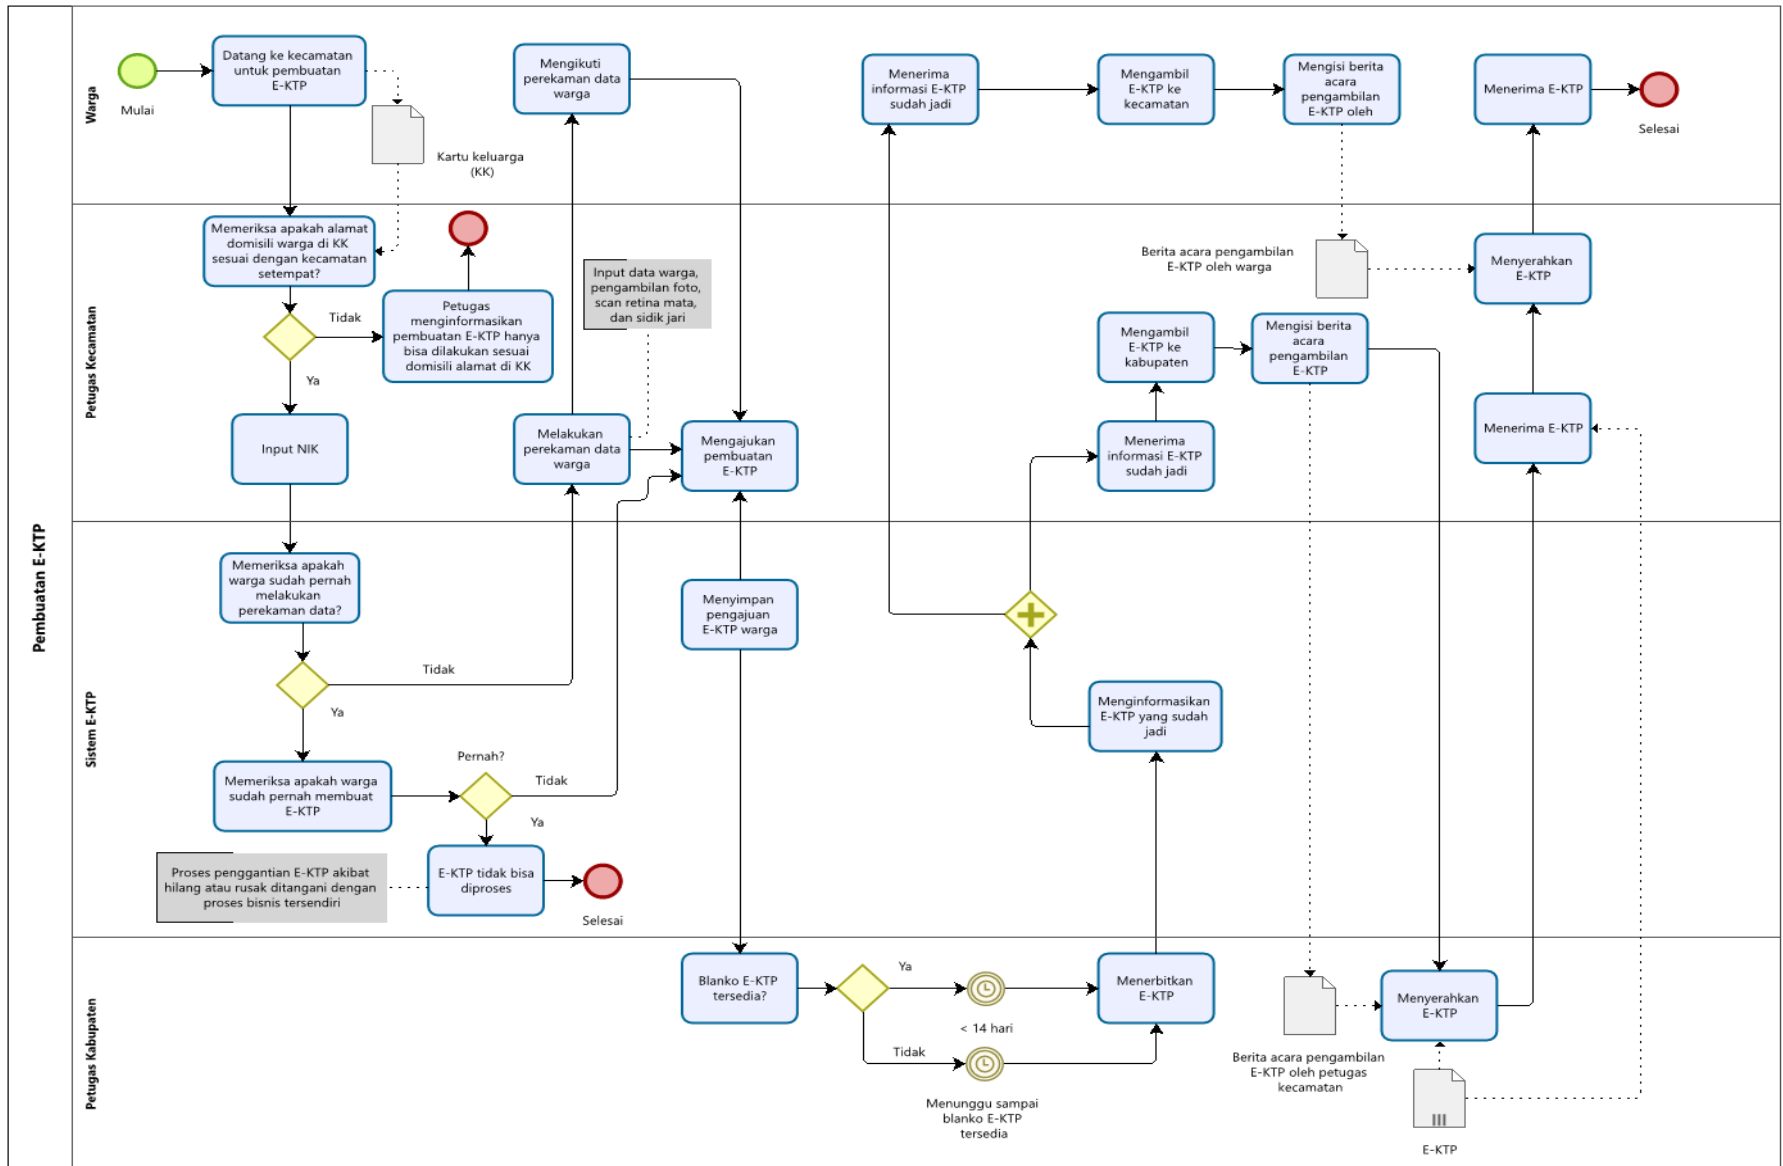 Pembuatan E-KTP
Warga
Mulai
Datang ke kecamatan
untuk pembuatan
E-KTP
Kartu keluarga
(KK)
Mengikuti
perekaman data
warga
Menerima
informasi E-KTP
sudah jadi
Mengambil
E-KTP ke
kecamatan
Mengisi berita
acara
pengambilan
E-KTP oleh
Menerima E-KTP
Selesai
Petugas Kecamatan
Memeriksa apakah alamat
domisili warga di KK
sesuai dengan kecamatan
setempat?
Tidak
Ya
Petugas
menginformasikan
pembuatan E-KTP hanya
bisa dilakukan sesuai
domisili alamat di KK
Input NIK
Input data warga,
pengambilan foto,
scan retina mata,
dan sidik jari
Melakukan
perekaman data
warga
Mengajukan
pembuatan
E-KTP
Menerima
informasi E-KTP
sudah jadi
Mengambil
E-KTP ke
kabupaten
Mengisi berita
acara
pengambilan
E-KTP
Berita acara pengambilan
E-KTP oleh warga
Menyerahkan
E-KTP
Menerima E-KTP
Sistem E-KTP
Memeriksa apakah
warga sudah pernah
melakukan
perekaman data?
Tidak
Ya
Memeriksa apakah warga
sudah pernah membuat
E-KTP
Pernah?
Tidak
Ya
Proses penggantian E-KTP akibat
hilang atau rusak ditangani dengan
proses bisnis tersendiri
E-KTP tidak bisa
diproses
Selesai
Menyimpan
pengajuan
E-KTP warga
Menginformasikan
E-KTP yang sudah
jadi
Petugas Kabupaten
Blanko E-KTP
tersedia?
Ya
< 14 hari
Tidak
Menunggu sampai
blanko E-KTP
tersedia
Menerbitkan
E-KTP
Berita acara pengambilan
E-KTP oleh petugas
kecamatan
Menyerahkan
E-KTP
E-KTP